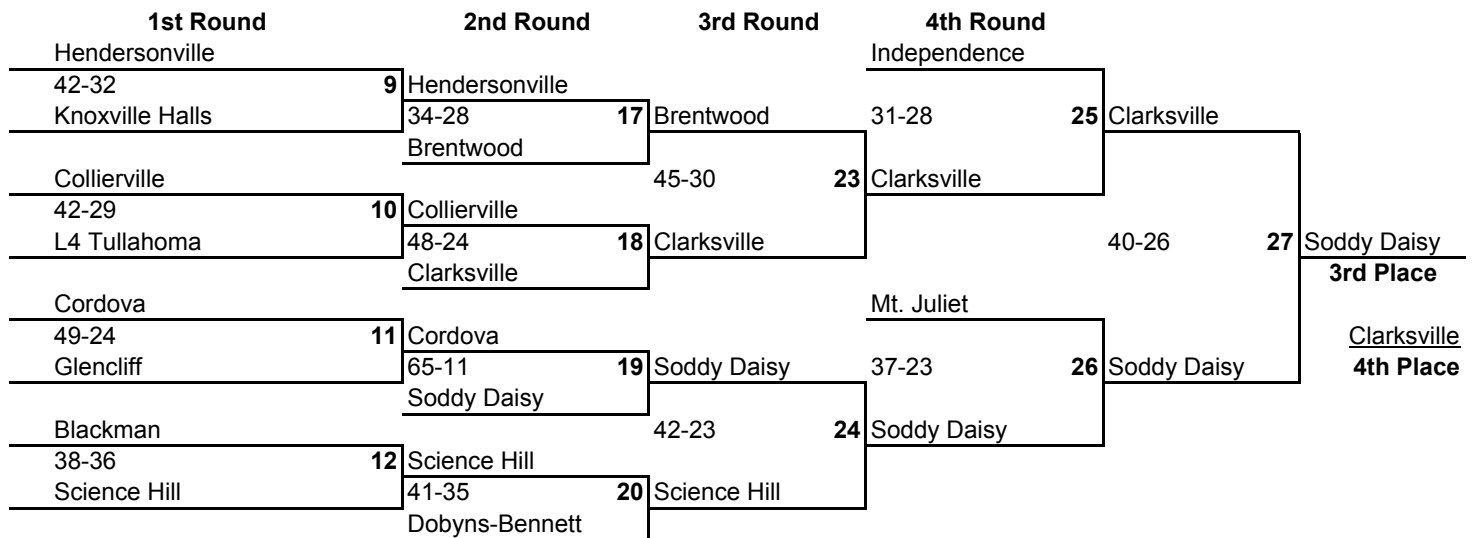 1st Round 2nd Round 3rd Round 4th Round
Hendersonville Independence
42-32 9 Hendersonville
Knoxville Halls 34-28 17 Brentwood 31-28 25 Clarksville
Brentwood
Collierville 45-30 23 Clarksville
42-29 10 Collierville
L4 Tullahoma 48-24 18 Clarksville 40-26 27 Soddy Daisy
Clarksville 3rd Place
Cordova Mt. Juliet
49-24 11 Cordova Clarksville
Glencliff 65-11 19 Soddy Daisy 37-23 26 Soddy Daisy 4th Place
Soddy Daisy
Blackman 42-23 24 Soddy Daisy
38-36 12 Science Hill
Science Hill 41-35 20 Science Hill
Dobyns-Bennett